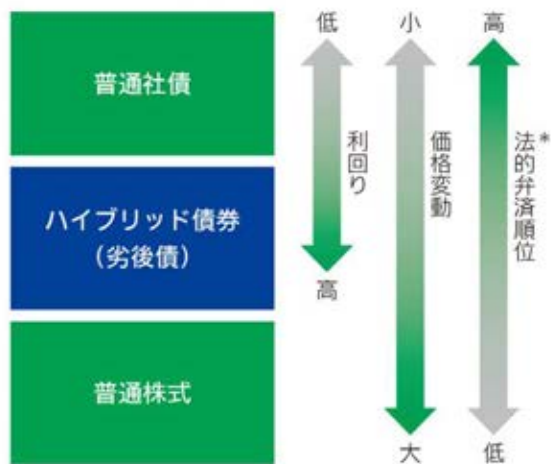 普通社債
ハイブリッド債券
（劣後債）
普通株式
低
利回り
高
小
価格変動
大
高
法的弁済順位*
低